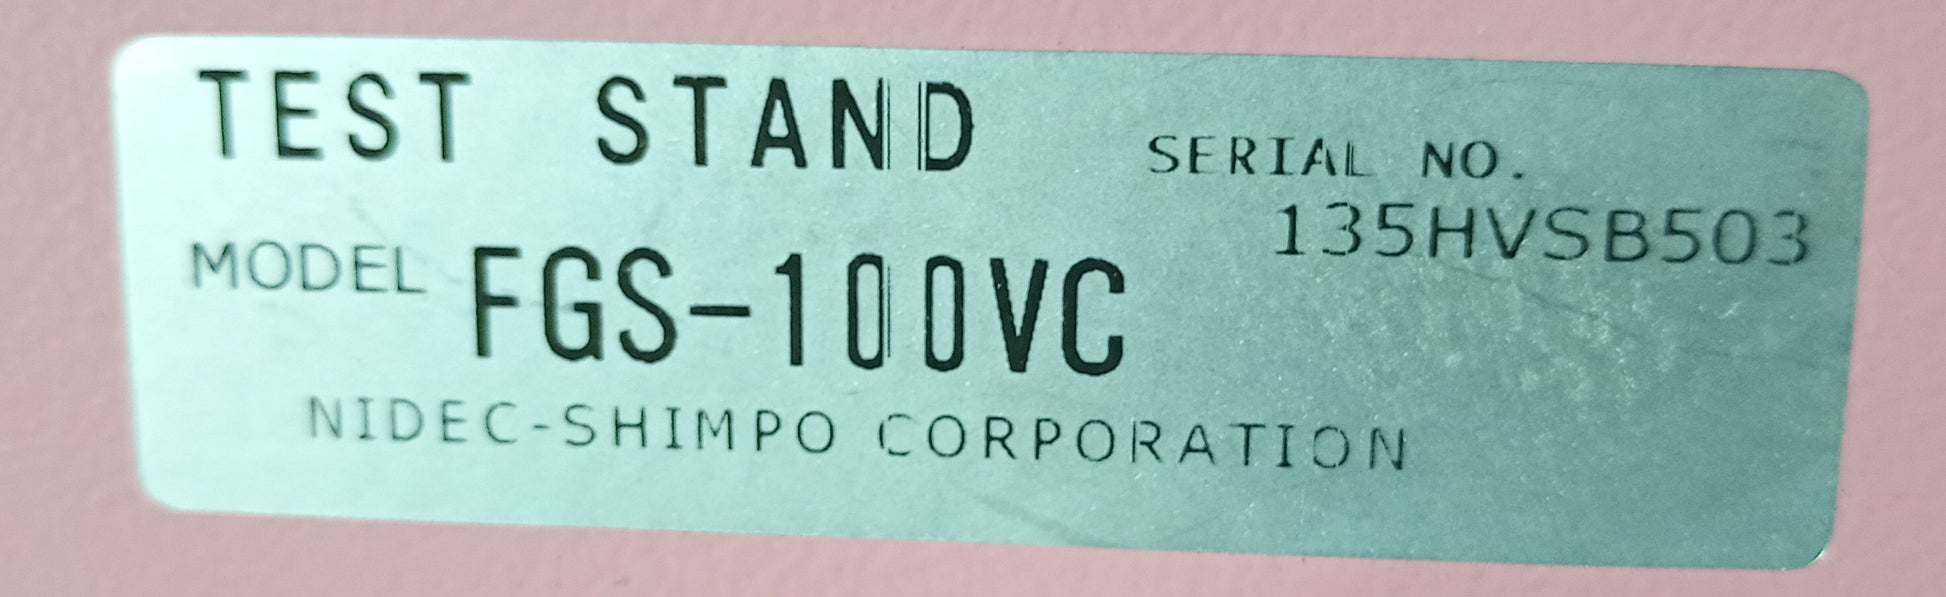 TEST STAND
SERIAL NO.
135HVSB503
MODEL FGS-100VC
NIDEC-SHIMPO CORPORATION